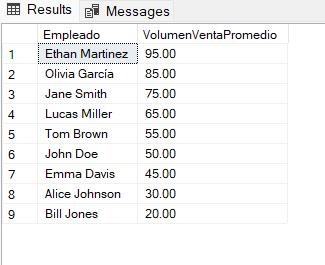 Results Messages
Empleado VolumenVentaPromedio
1 Ethan Martinez 95.00
2 Olivia García 85.00
3 Jane Smith 75.00
4 Lucas Miller 65.00
5 Tom Brown 55.00
6 John Doe 50.00
7 Emma Davis 45.00
8 Alice Johnson 30.00
9 Bill Jones 20.00